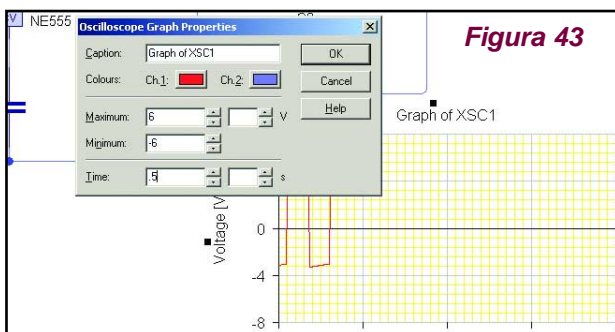 V
NE555
Oscilloscope Graph Properties
Caption: Graph of XSC1
OK
Colours: Ch.1: Ch.2:
Cancel
Maximum: 6 V
Help
Minimum: -6
Time: .5 s
Figura 43
Graph of XSC1
Voltage [V
0
-4
-8